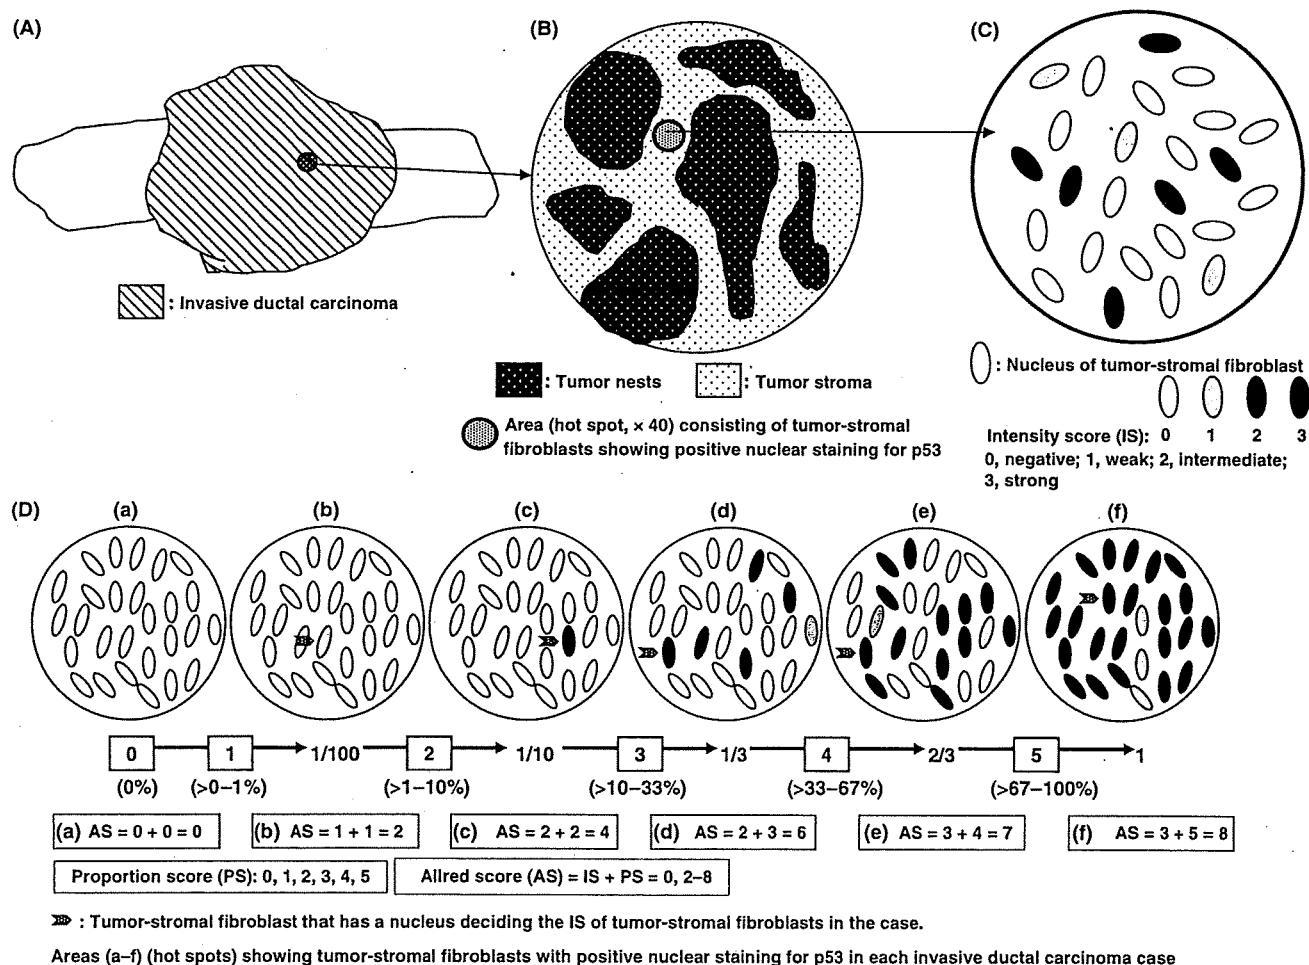 (A)
(B)
(C)
: Invasive ductal carcinoma
: Tumor nests
: Tumor stroma
Area (hot spot, × 40) consisting of tumor-stromal
fibroblasts showing positive nuclear staining for p53
: Nucleus of tumor-stromal fibroblast
Intensity score (IS): 0 1 2 3
0, negative; 1, weak; 2, intermediate;
3, strong
(D)
(a) (b) (c) (d) (e) (f)
0 1 1/100 2 1/10 3 1/3 4 2/3 5 1
(0%) (>0–1%) (>1–10%) (>10–33%) (>33–67%) (>67–100%)
(a) AS = 0 + 0 = 0 (b) AS = 1 + 1 = 2 (c) AS = 2 + 2 = 4 (d) AS = 2 + 3 = 6 (e) AS = 3 + 4 = 7 (f) AS = 3 + 5 = 8
Proportion score (PS): 0, 1, 2, 3, 4, 5 Allred score (AS) = IS + PS = 0, 2–8
: Tumor-stromal fibroblast that has a nucleus deciding the IS of tumor-stromal fibroblasts in the case.
Areas (a–f) (hot spots) showing tumor-stromal fibroblasts with positive nuclear staining for p53 in each invasive ductal carcinoma case